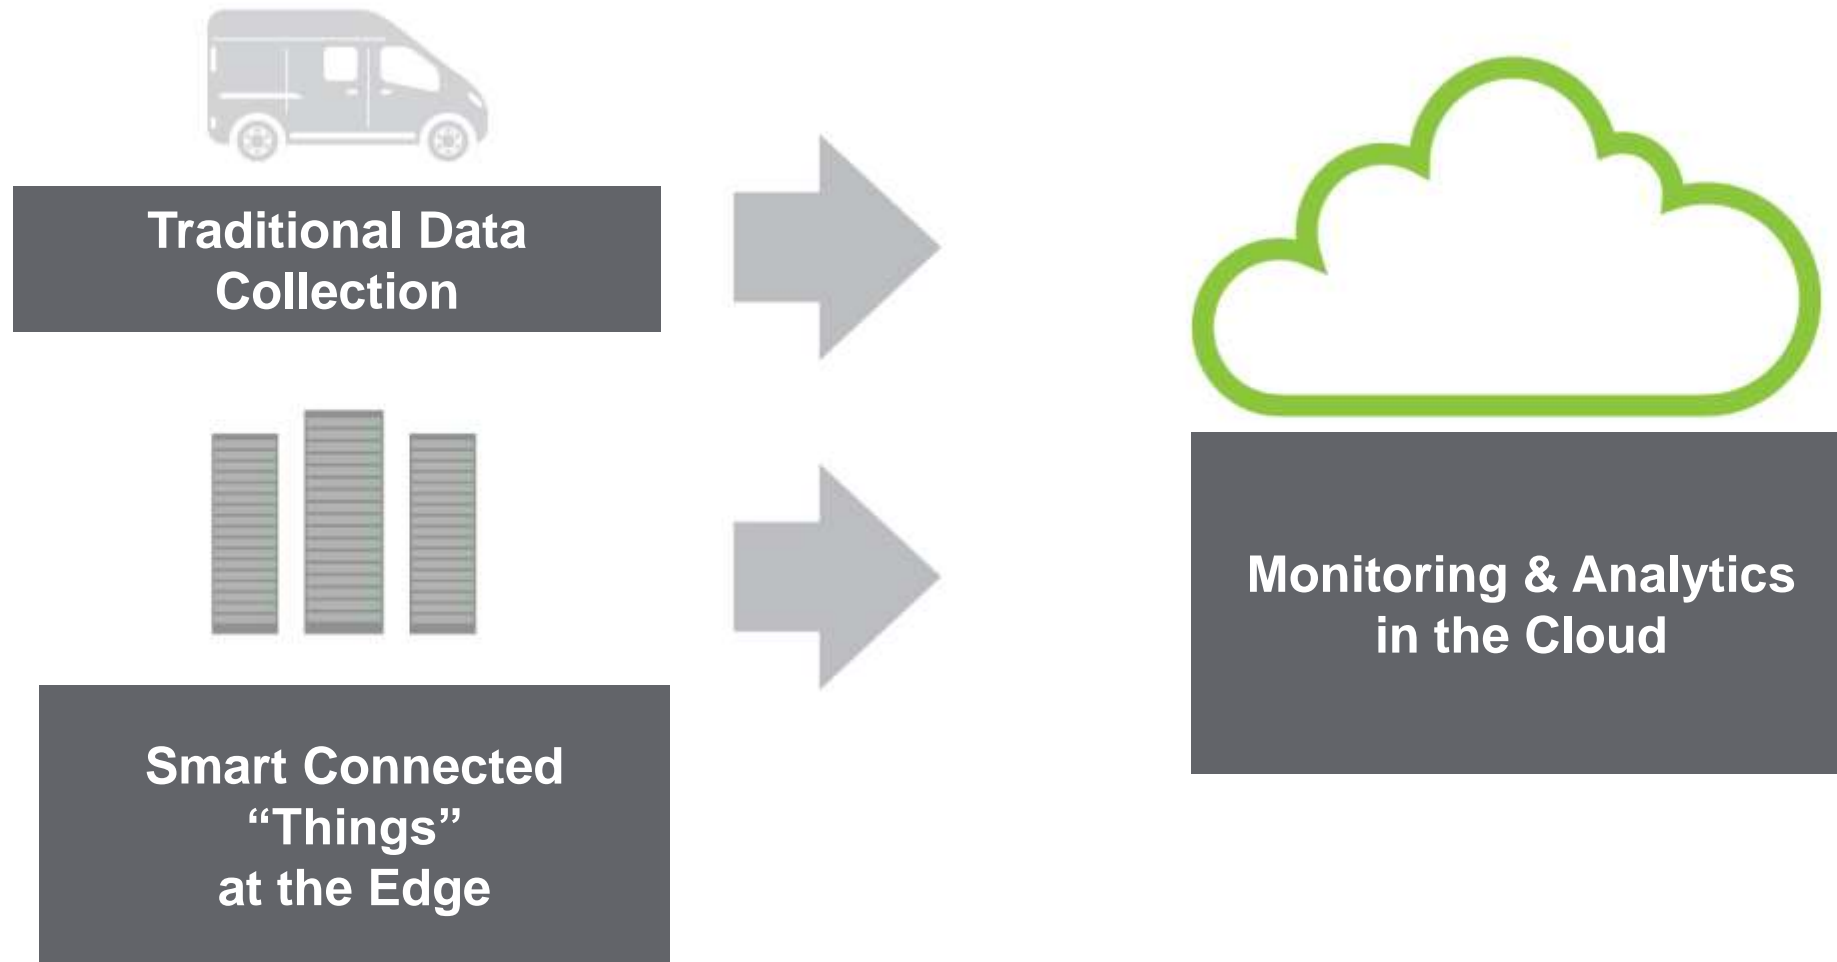 Traditional Data
Collection
Smart Connected
“Things”
at the Edge
Monitoring & Analytics
in the Cloud